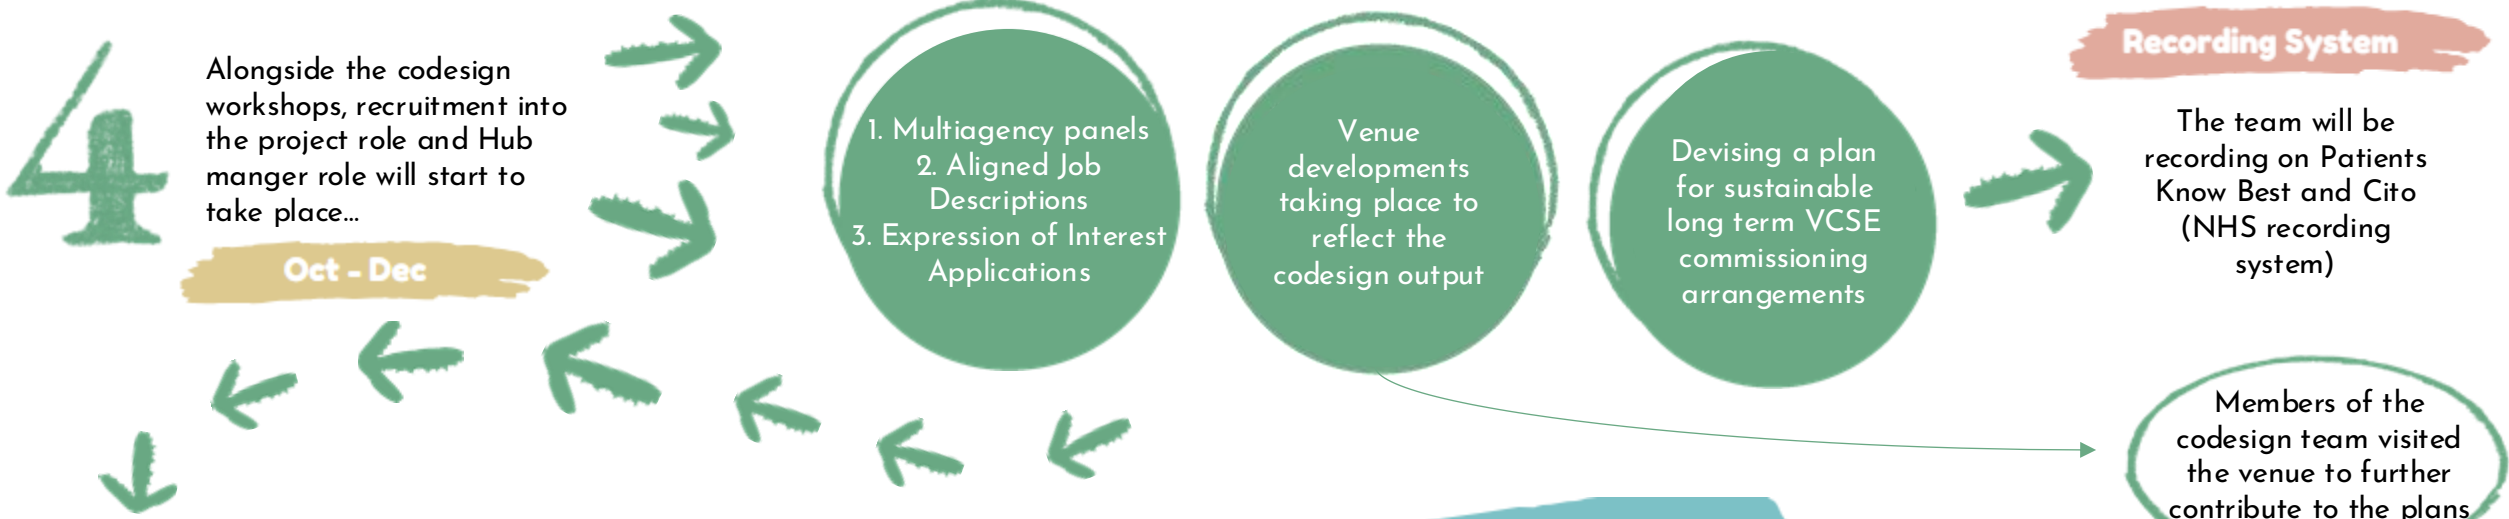 4
Alongside the codesign
workshops, recruitment into
the project role and Hub
manger role will start to
take place...
Oct - Dec
1. Multiagency panels
2. Aligned Job
Descriptions
3. Expression of Interest
Applications
Venue
developments
taking place to
reflect the
codesign output
Devising a plan
for sustainable
long term VCSE
commissioning
arrangements
Recording System
The team will be
recording on Patients
Know Best and Cito
(NHS recording
system)
Members of the
codesign team visited
the venue to further
contribute to the plans